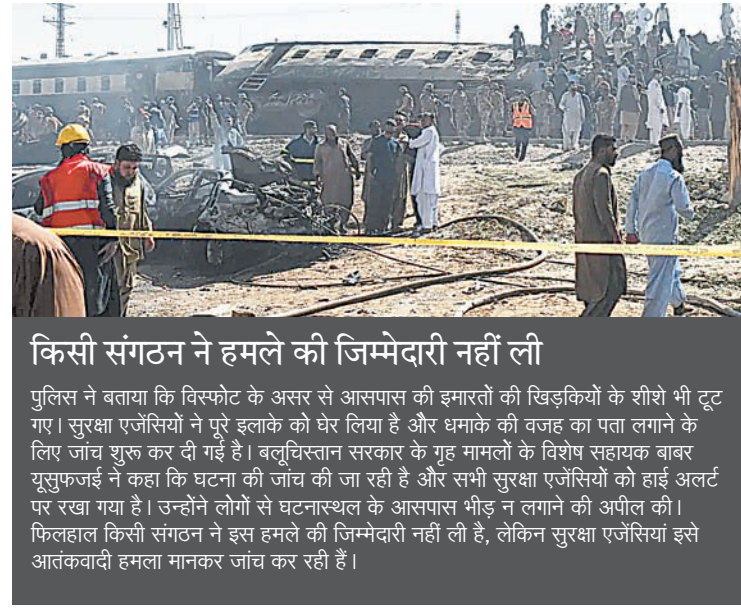 किसी संगठन ने हमले की जिम्मेदारी नहीं ली
पुलिस ने बताया कि विस्फोट के असर से आसपास की इमारतों की खिड़कियों के शीशे भी टूट
गए। सुरक्षा एजेंसियों ने पूरे इलाके को घेर लिया है और धमाके की वजह का पता लगाने के
लिए जांच शुरू कर दी गई है। बलूचिस्तान सरकार के गृह मामलों के विशेष सहायक बाबर
यूसुफजई ने कहा कि घटना की जांच की जा रही है और सभी सुरक्षा एजेंसियों को हाई अलर्ट
पर रखा गया है। उन्होंने लोगों से घटनास्थल के आसपास भीड़ न लगाने की अपील की।
फिलहाल किसी संगठन ने इस हमले की जिम्मेदारी नहीं ली है, लेकिन सुरक्षा एजेंसियां इसे
आतंकवादी हमला मानकर जांच कर रही हैं।